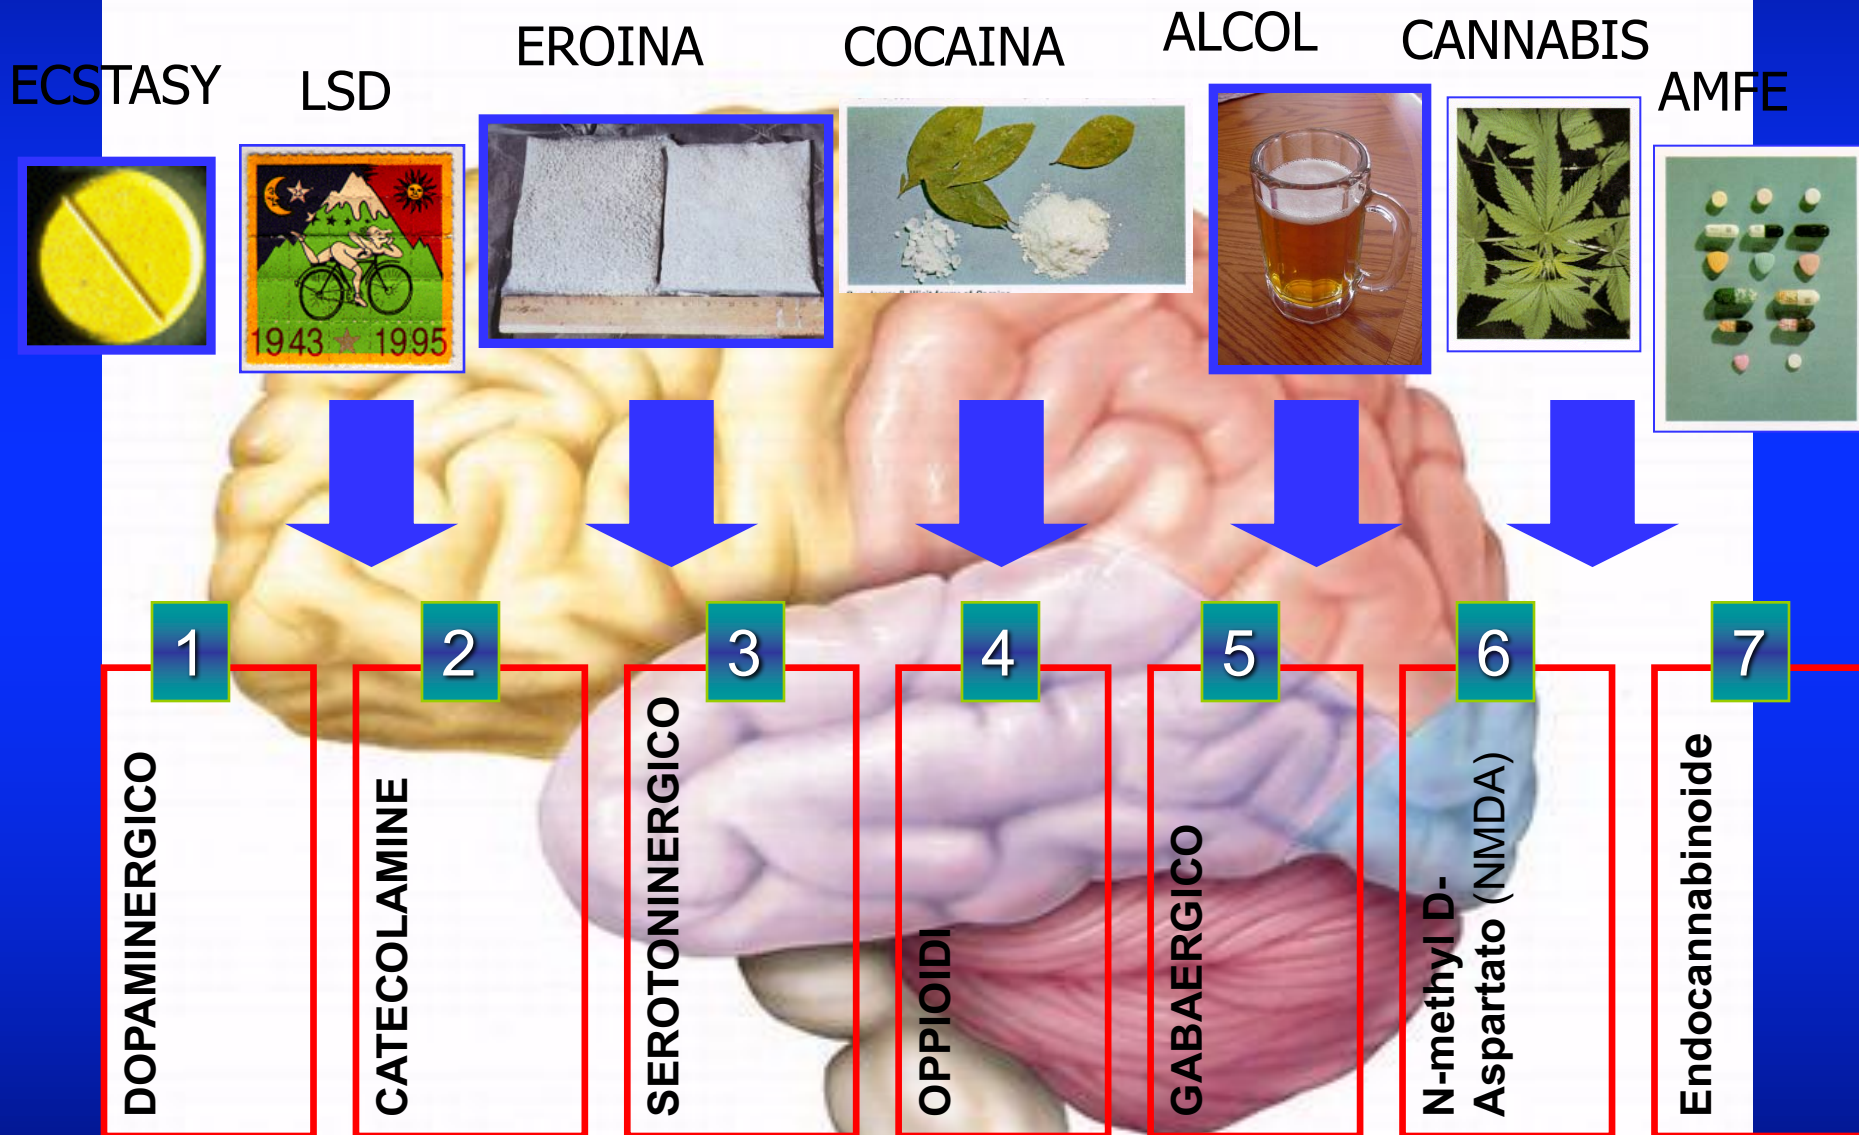 ECSTASY
LSD
EROINA
COCAINA
ALCOL
CANNABIS
AMFE
1943 1995
1
2
3
4
5
6
7
DOPAMINERGICO
CATECOLAMINE
SEROTONINERGICO
OPPIOIDI
GABAERGICO
N-methyl D-
Aspartato (NMDA)
Endocannabinoide